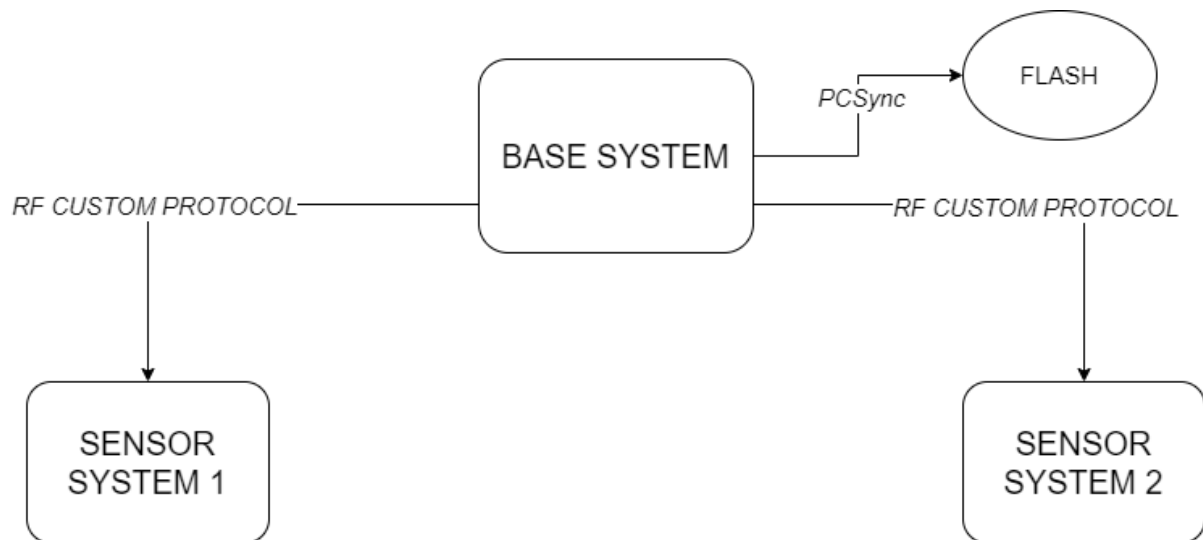 FLASH
PCSync
BASE SYSTEM
RF CUSTOM PROTOCOL
RF CUSTOM PROTOCOL
SENSOR
SYSTEM 1
SENSOR
SYSTEM 2